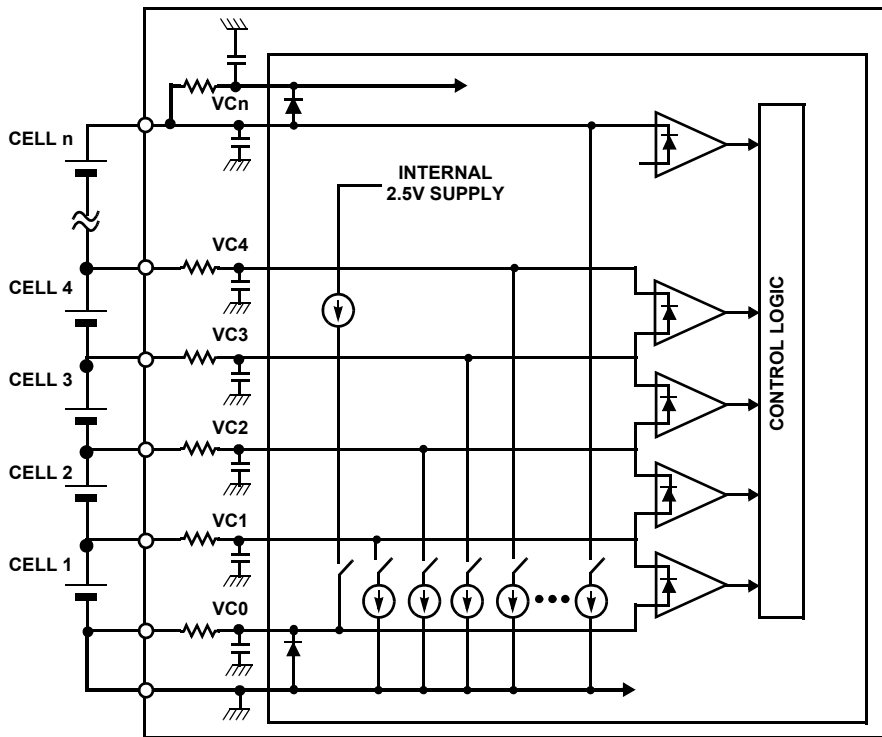 VCn
CELL n
INTERNAL
2.5V SUPPLY
VC4
CELL 4
VC3
CELL 3
VC2
CELL 2
VC1
CELL 1
VC0
CONTROL LOGIC